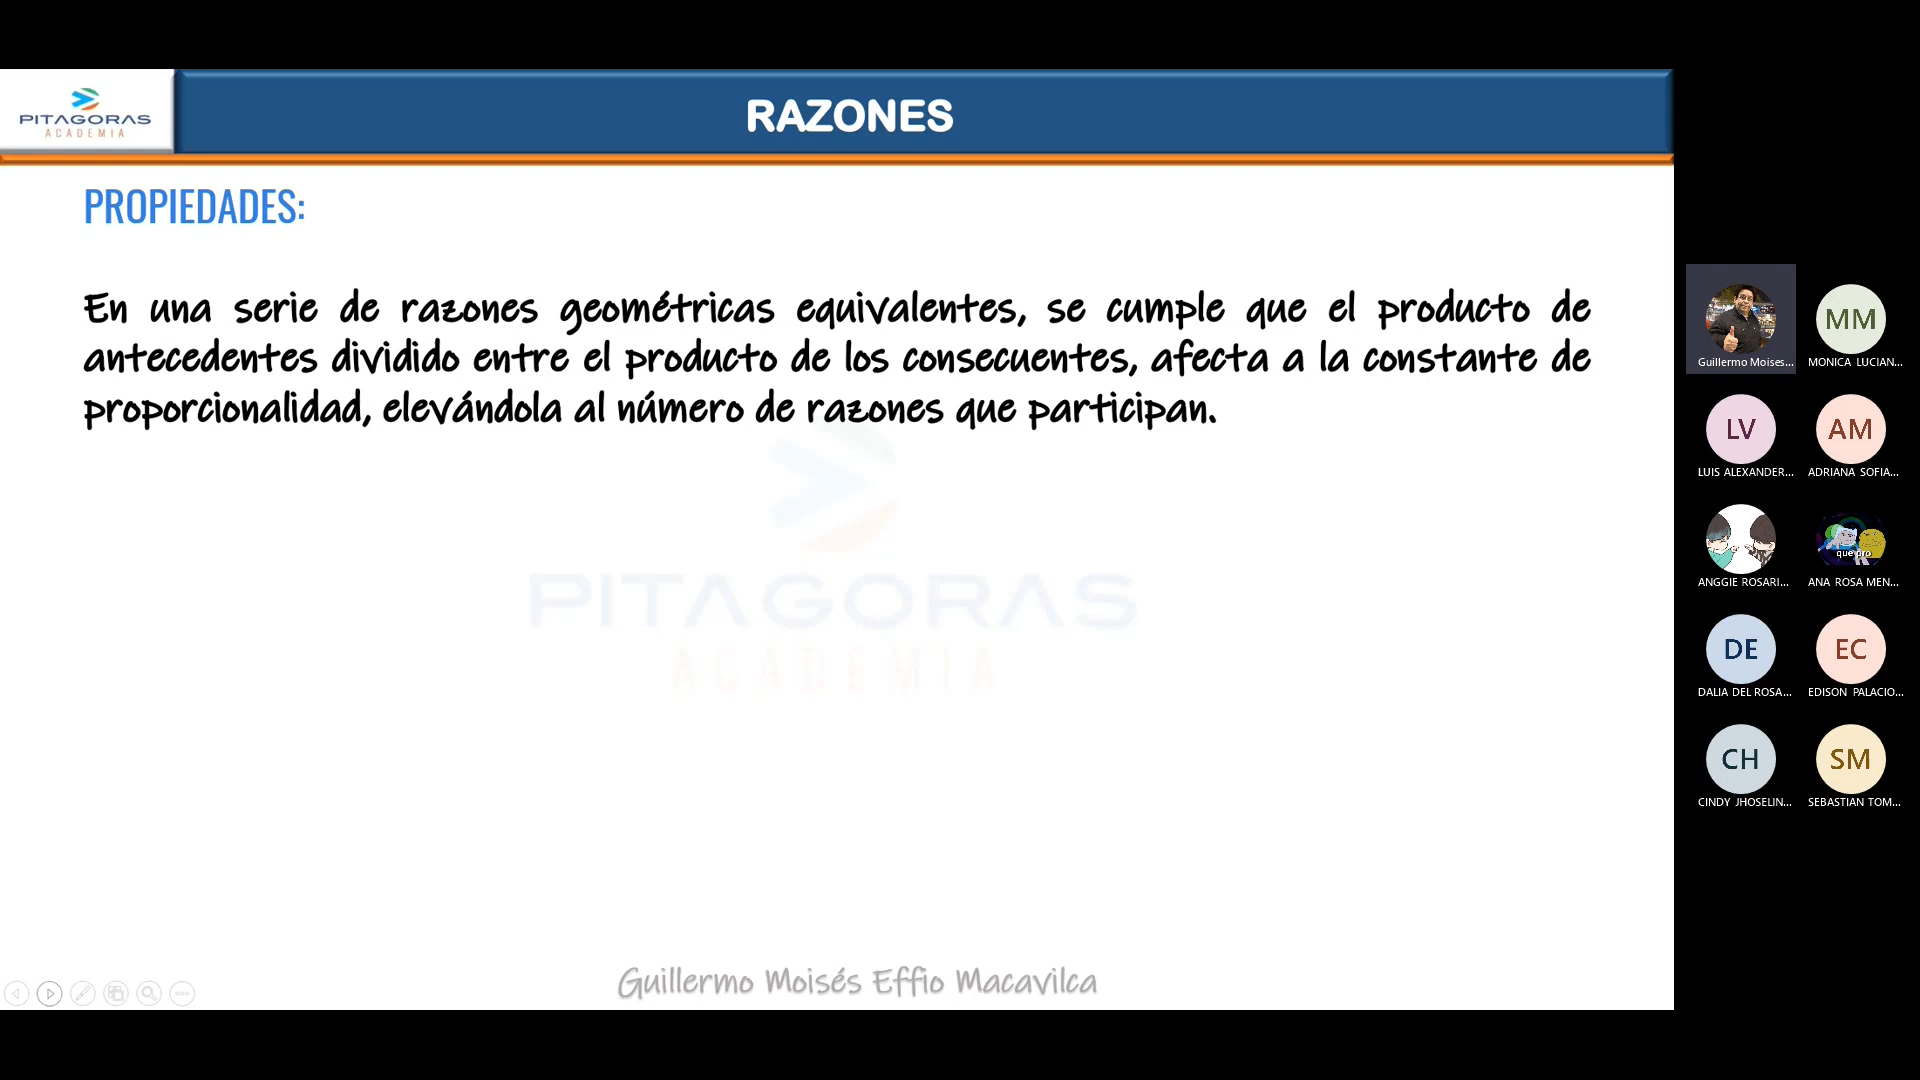 PITAGORAS
ACADEMIA
RAZONES
PROPIEDADES:
En una serie de razones geométricas equivalentes, se cumple que el producto de
antecedentes dividido entre el producto de los consecuentes, afecta a la constante de
proporcionalidad, elevándola al número de razones que participan.
PITAGORAS
ACADEMIA
Guillermo Moisés Effio Macavilca
Guillermo Moises...
MM
MONICA LUCIAN...
LV
LUIS ALEXANDER...
AM
ADRIANA SOFIA...
ANGGIE ROSARI...
que pro
ANA ROSA MEN...
DE
DALIA DEL ROSA...
EC
EDISON PALACIO...
CH
CINDY JHOSELIN...
SM
SEBASTIAN TOM...